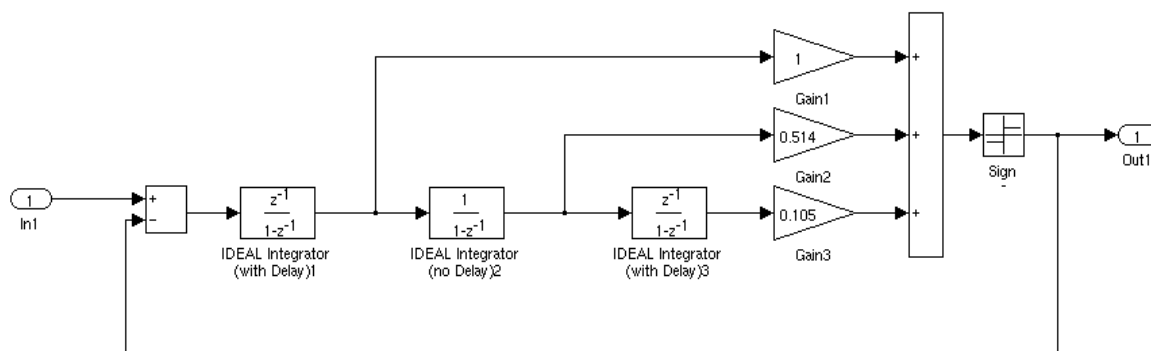 1
Gain1
0.514
Gain2
1
In1
+
−
z-1
1-z-1
IDEAL Integrator
(with Delay)1
1
1-z-1
IDEAL Integrator
(no Delay)2
z-1
1-z-1
IDEAL Integrator
(with Delay)3
0.105
Gain3
+
+
+
Sign
-
1
Out1